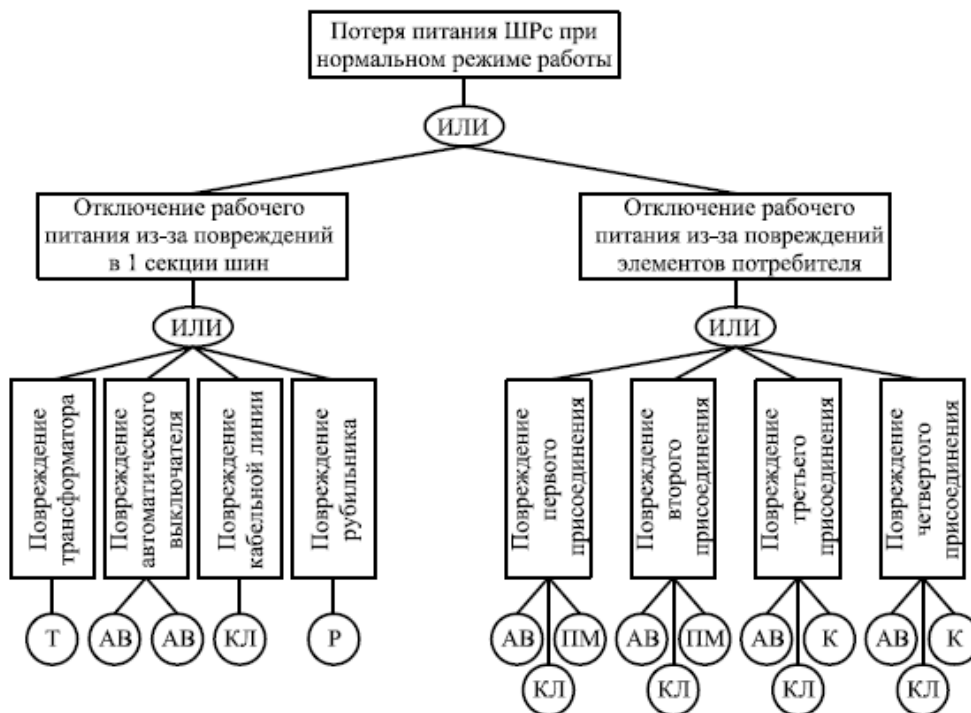 Потеря питания ШРс при
нормальном режиме работы
ИЛИ
Отключение рабочего
питания из-за повреждений
в 1 секции шин
Отключение рабочего
питания из-за повреждений
элементов потребителя
ИЛИ
ИЛИ
Повреждение
трансформатора
Повреждение
автоматического
выключателя
Повреждение
кабельной линии
Повреждение
рубильника
Повреждение
первого
присоединения
Повреждение
второго
присоединения
Повреждение
третьего
присоединения
Повреждение
четвертого
присоединения
Т
АВ
АВ
КЛ
Р
АВ
ПМ
АВ
ПМ
АВ
К
АВ
К
КЛ
КЛ
КЛ
КЛ